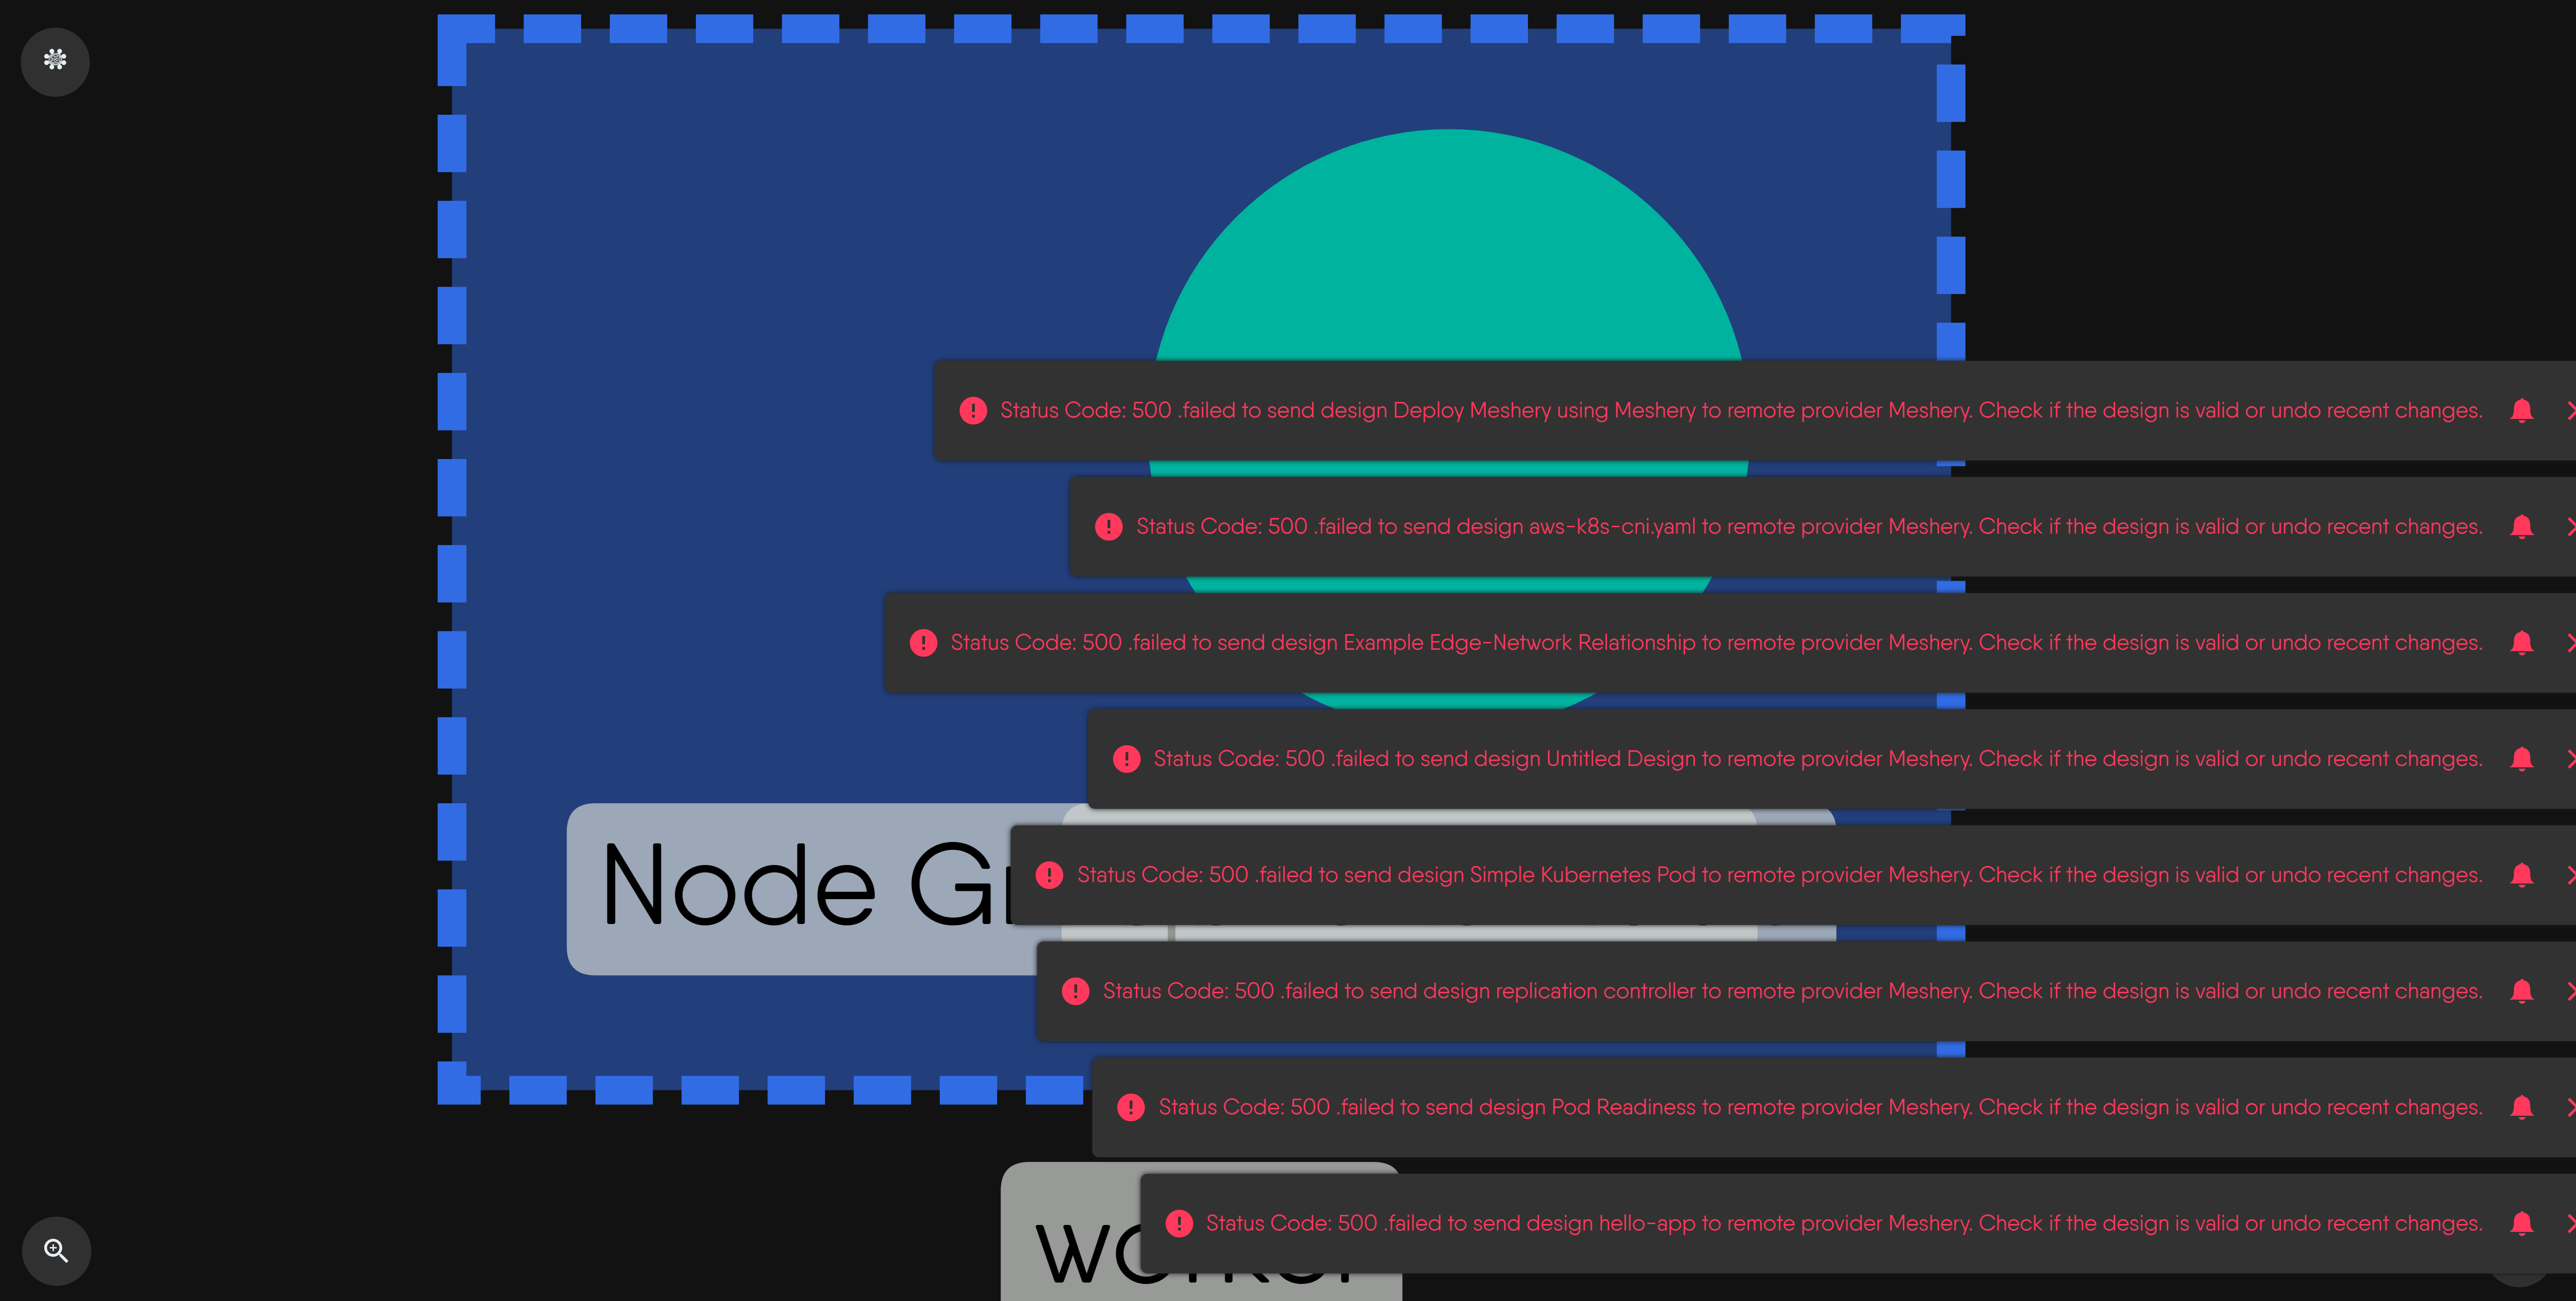 Status Code: 500 .failed to send design Deploy Meshery using Meshery to remote provider Meshery. Check if the design is valid or undo recent changes.
Status Code: 500 .failed to send design aws-k8s-cni.yaml to remote provider Meshery. Check if the design is valid or undo recent changes.
Status Code: 500 .failed to send design Example Edge-Network Relationship to remote provider Meshery. Check if the design is valid or undo recent changes.
Status Code: 500 .failed to send design Untitled Design to remote provider Meshery. Check if the design is valid or undo recent changes.
Node
Status Code: 500 .failed to send design Simple Kubernetes Pod to remote provider Meshery. Check if the design is valid or undo recent changes.
Status Code: 500 .failed to send design replication controller to remote provider Meshery. Check if the design is valid or undo recent changes.
Status Code: 500 .failed to send design Pod Readiness to remote provider Meshery. Check if the design is valid or undo recent changes.
Status Code: 500 .failed to send design hello-app to remote provider Meshery. Check if the design is valid or undo recent changes.